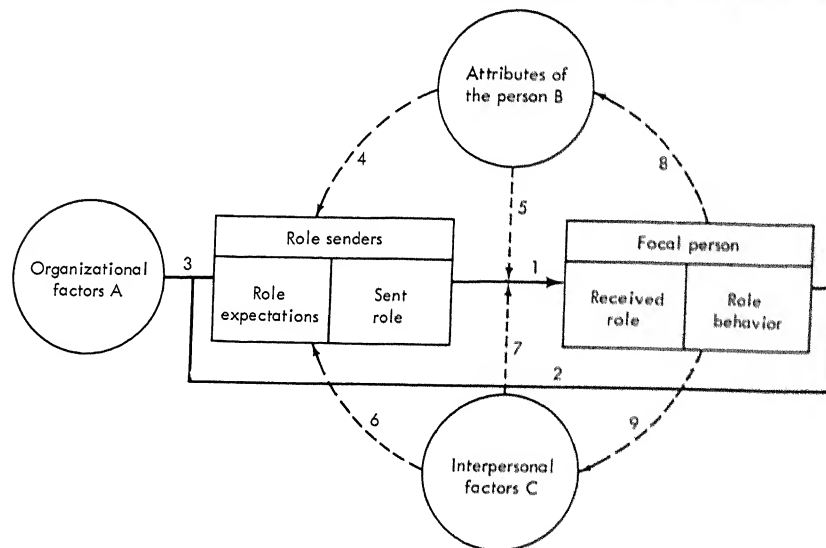 Attributes of
the person B
4
8
5
3
Role senders
1
Focal person
Organizational
factors A
Role
expectations
Sent
role
Received
role
Role
behavior
7
2
6
9
Interpersonal
factors C